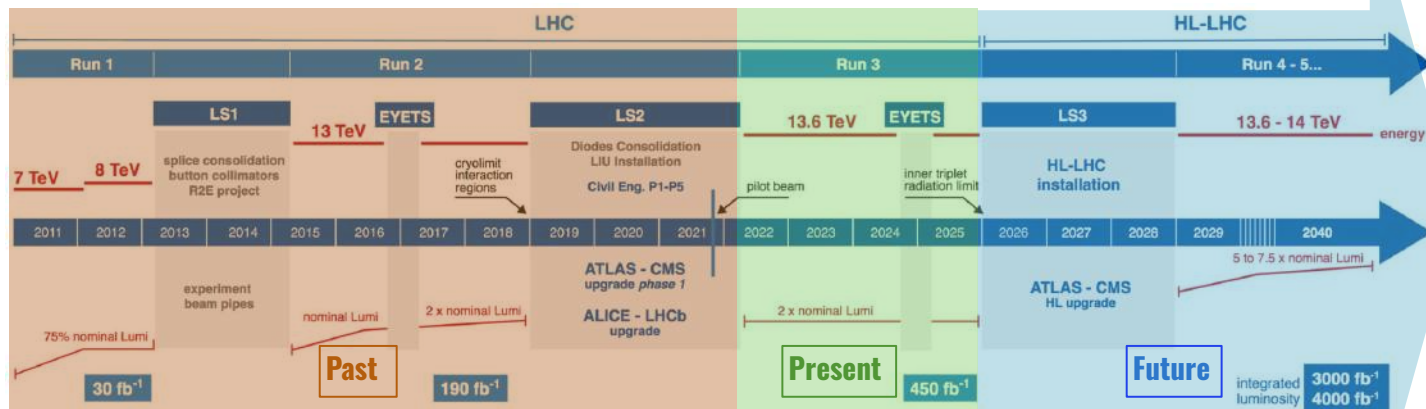 LHC
HL-LHC
Run 1
Run 2
Run 3
Run 4 - 5...
LS1
EYETS
LS2
EYETS
LS3
13 TeV
13.6 TeV
13.6 - 14 TeV
energy
7 TeV
8 TeV
splice consolidation
button collimators
R2E project
cryolimit
interaction
regions
Diodes Consolidation
LIU Installation
Civil Eng. P1-P5
pilot beam
inner triplet
radiation limit
HL-LHC
installation
2011
2012
2013
2014
2015
2016
2017
2018
2019
2020
2021
2022
2023
2024
2025
2026
2027
2028
2029
2040
5 to 7.5 x nominal Lumi
experiment
beam pipes
ATLAS - CMS
upgrade phase 1
ALICE - LHCb
upgrade
ATLAS - CMS
HL upgrade
75% nominal Lumi
nominal Lumi
2 x nominal Lumi
2 x nominal Lumi
Past
Present
Future
30 fb⁻¹
190 fb⁻¹
450 fb⁻¹
integrated
luminosity
3000 fb⁻¹
4000 fb⁻¹